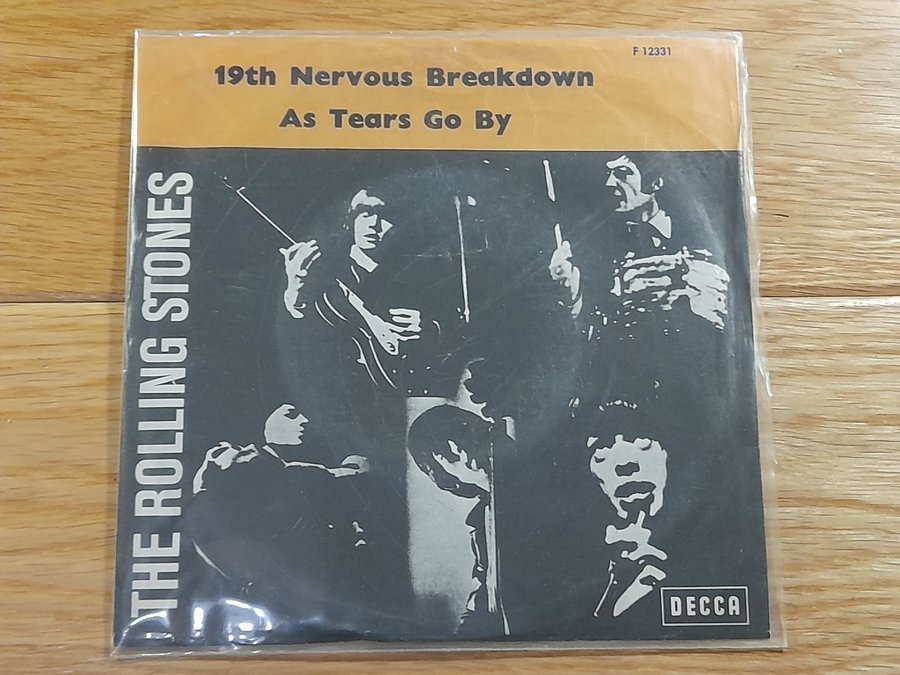 F 12331
19th Nervous Breakdown
As Tears Go By
THE ROLLING STONES
DECCA